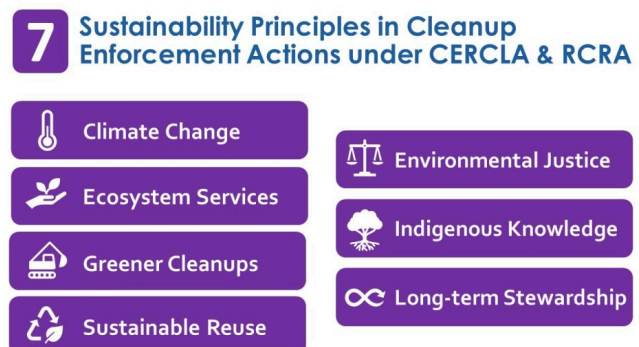 7
Sustainability Principles in Cleanup
Enforcement Actions under CERCLA & RCRA
Climate Change
Ecosystem Services
Greener Cleanups
Sustainable Reuse
Environmental Justice
Indigenous Knowledge
Long-term Stewardship